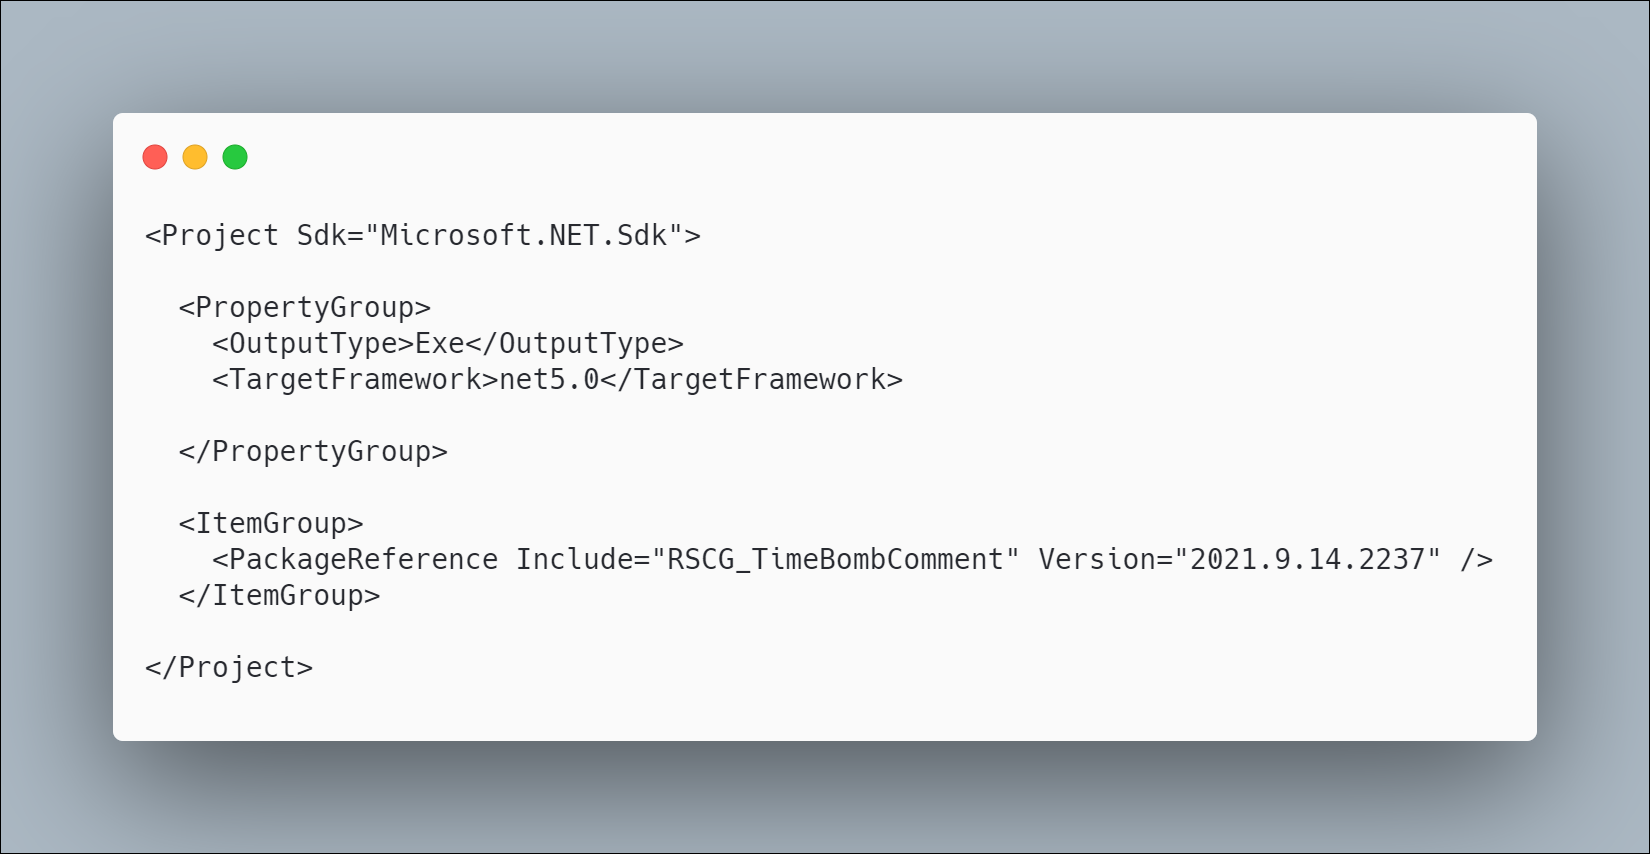 <Project Sdk="Microsoft.NET.Sdk">
<PropertyGroup>
<OutputType>Exe</OutputType>
<TargetFramework>net5.0</TargetFramework>
</PropertyGroup>
<ItemGroup>
<PackageReference Include="RSCG_TimeBombComment" Version="2021.9.14.2237" />
</ItemGroup>
</Project>